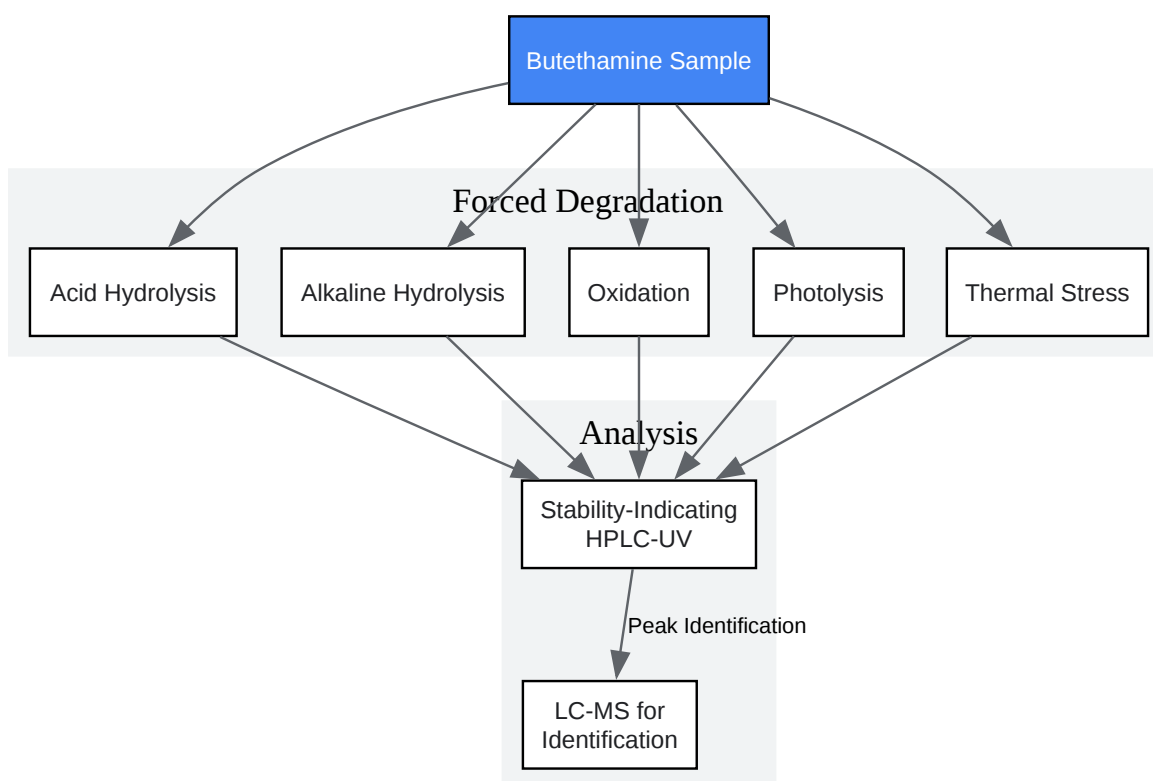 Butethamine Sample
Forced Degradation
Acid Hydrolysis
Alkaline Hydrolysis
Oxidation
Photolysis
Thermal Stress
Analysis
Stability-Indicating
HPLC-UV
Peak Identification
LC-MS for
Identification